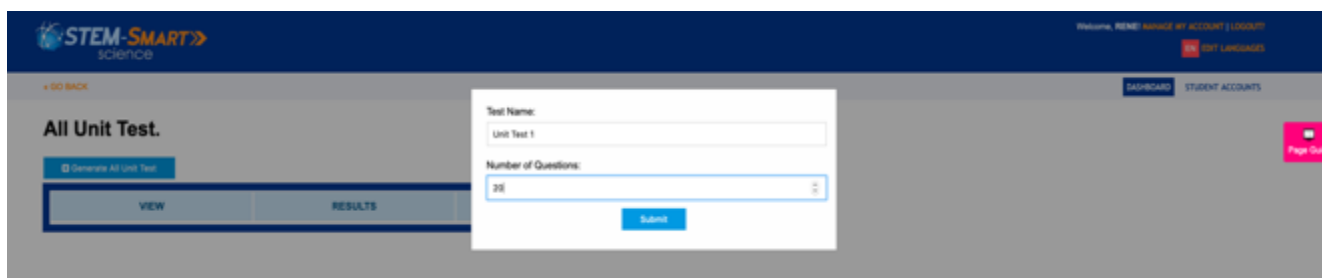 STEM-SMART
science
Welcome, RENE! MANAGE MY ACCOUNT | LOGOUT?
EN EDIT LANGUAGES
GO BACK
DASHBOARD STUDENT ACCOUNTS
All Unit Test.
Generate All Unit Test
VIEW RESULTS
Test Name:
Unit Test 1
Number of Questions:
20
Submit
Page Gui